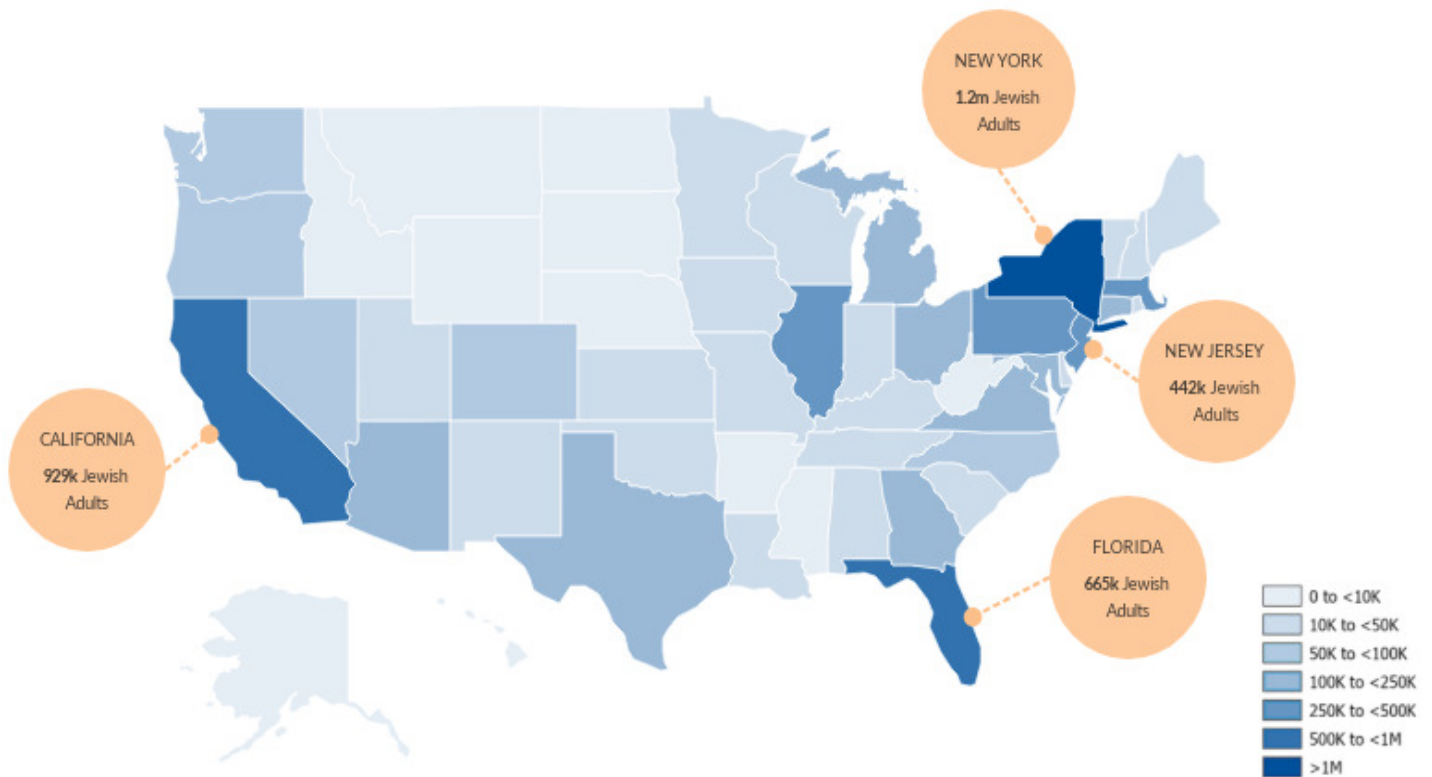 NEW YORK
1.2m Jewish
Adults
NEW JERSEY
442k Jewish
Adults
CALIFORNIA
929k Jewish
Adults
FLORIDA
665k Jewish
Adults
0 to <10K
10K to <50K
50K to <100K
100K to <250K
250K to <500K
500K to <1M
>1M